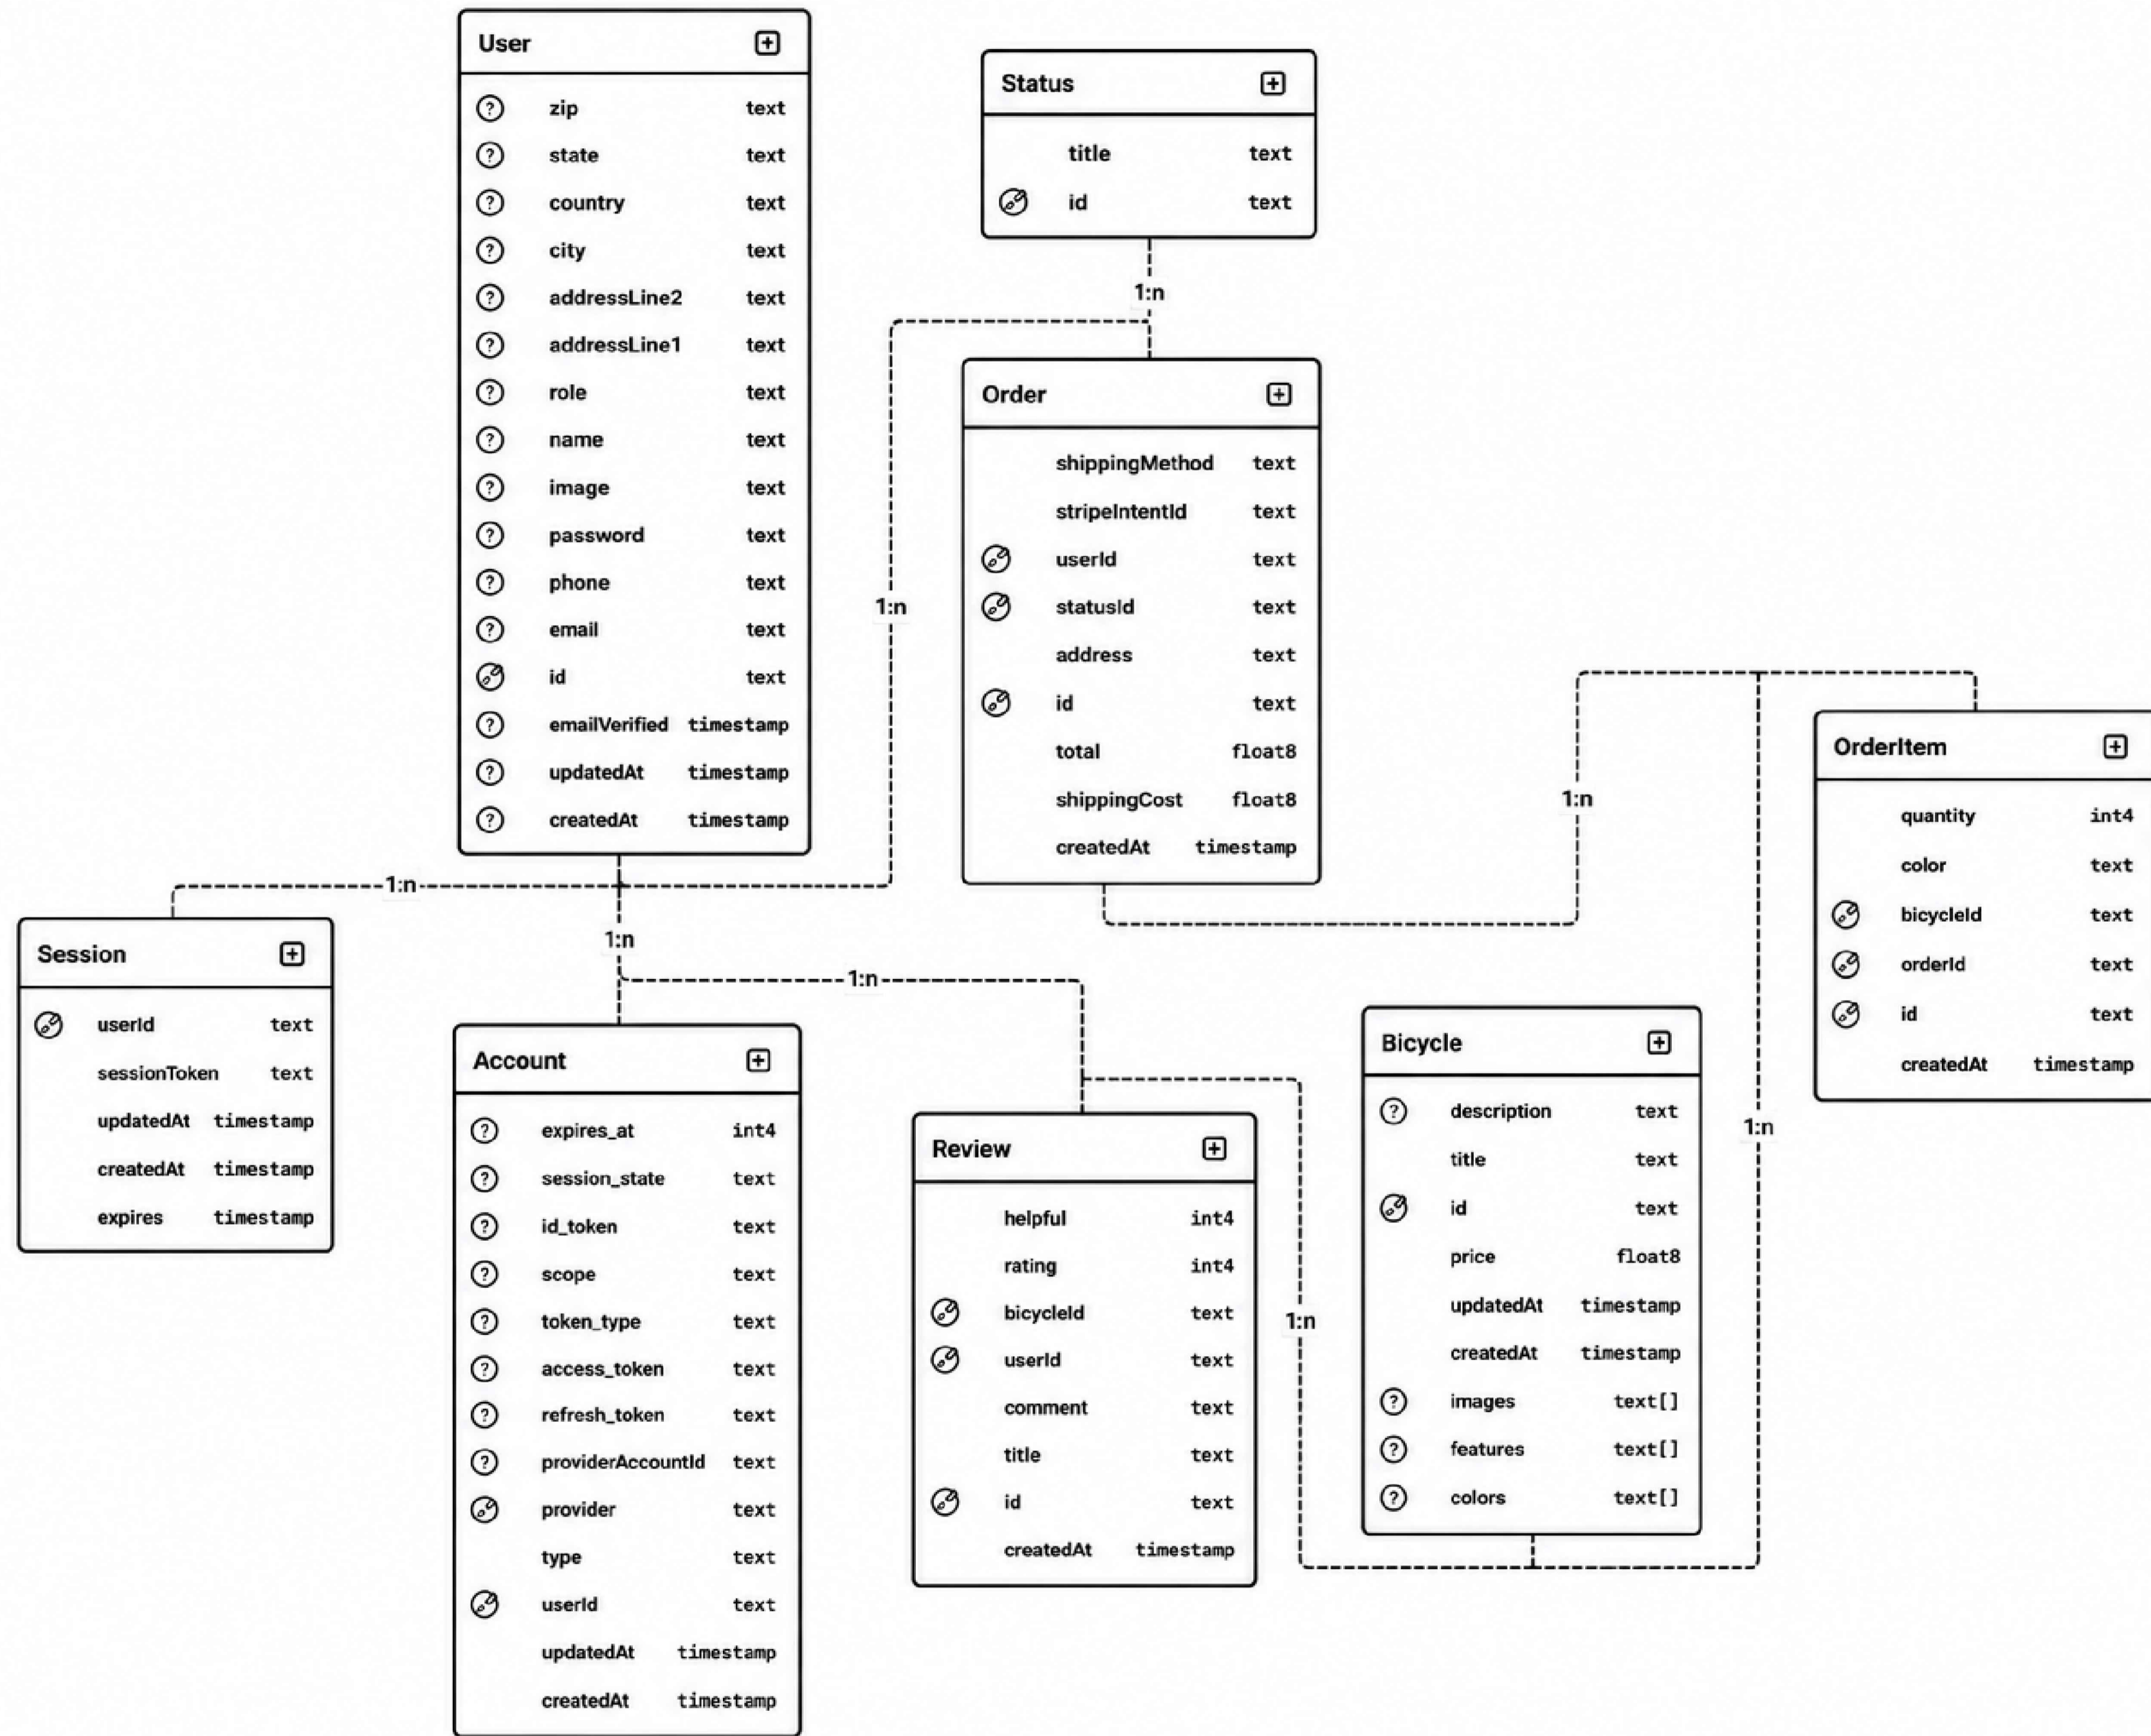 User
zip text
state text
country text
city text
addressLine2 text
addressLine1 text
role text
name text
image text
password text
phone text
email text
id text
emailVerified timestamp
updatedAt timestamp
createdAt timestamp
Status
title text
id text
1:n
Order
shippingMethod text
stripeIntentId text
userId text
statusId text
address text
id text
total float8
shippingCost float8
createdAt timestamp
1:n
1:n
OrderItem
quantity int4
color text
bicycleId text
orderId text
id text
createdAt timestamp
1:n
1:n
1:n
Session
userId text
sessionToken text
updatedAt timestamp
createdAt timestamp
expires timestamp
Account
expires_at int4
session_state text
id_token text
scope text
token_type text
access_token text
refresh_token text
providerAccountId text
provider text
type text
userId text
updatedAt timestamp
createdAt timestamp
Review
helpful int4
rating int4
bicycleId text
userId text
comment text
title text
id text
createdAt timestamp
1:n
Bicycle
description text
title text
id text
price float8
updatedAt timestamp
createdAt timestamp
images text[]
features text[]
colors text[]
1:n